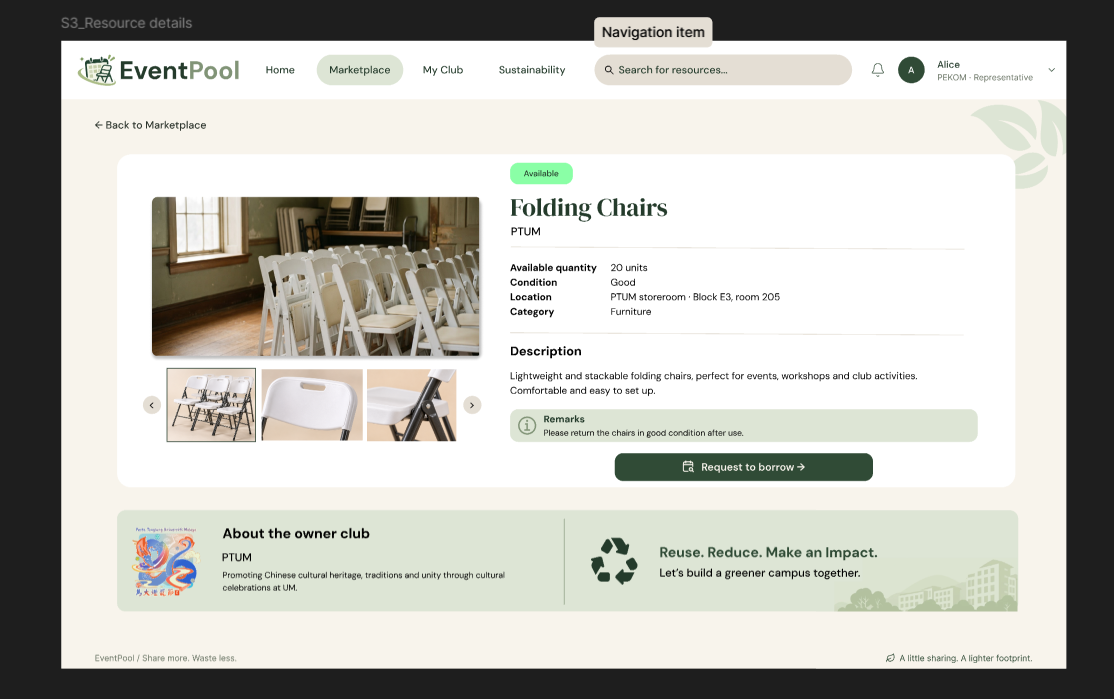 S3_Resource details
Navigation item
EventPool
Home
Marketplace
My Club
Sustainability
Search for resources...
A
Alice
PEKOM · Representative
← Back to Marketplace
Available
Folding Chairs
PTUM
Available quantity 20 units
Condition Good
Location PTUM storeroom · Block E3, room 205
Category Furniture
Description
Lightweight and stackable folding chairs, perfect for events, workshops and club activities.
Comfortable and easy to set up.
Remarks
Please return the chairs in good condition after use.
Request to borrow →
About the owner club
PTUM
Promoting Chinese cultural heritage, traditions and unity through cultural
celebrations at UM.
Reuse. Reduce. Make an Impact.
Let's build a greener campus together.
EventPool / Share more. Waste less.
A little sharing. A lighter footprint.